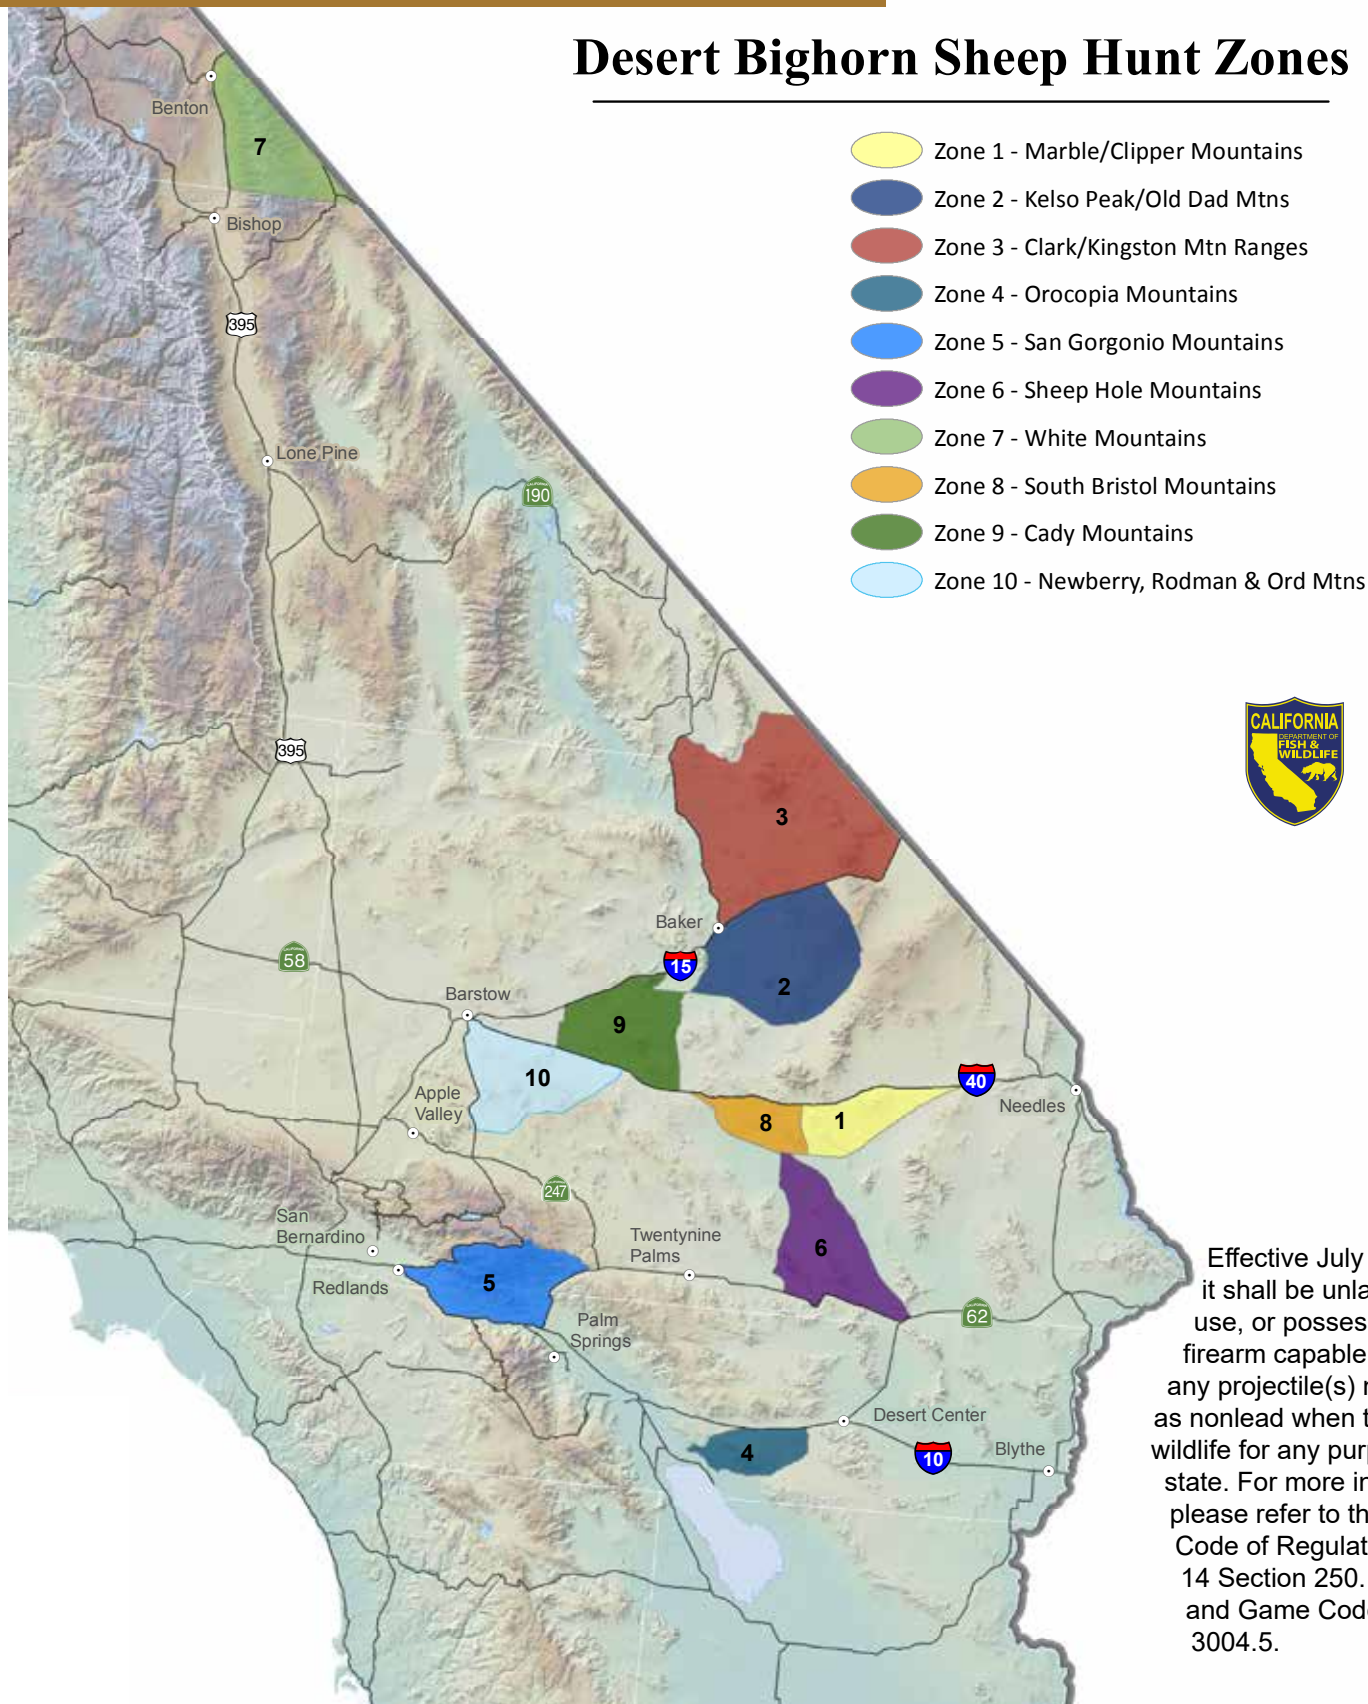 Desert Bighorn Sheep Hunt Zones
Zone 1 - Marble/Clipper Mountains
Zone 2 - Kelso Peak/Old Dad Mtns
Zone 3 - Clark/Kingston Mtn Ranges
Zone 4 - Orocopia Mountains
Zone 5 - San Gorgonio Mountains
Zone 6 - Sheep Hole Mountains
Zone 7 - White Mountains
Zone 8 - South Bristol Mountains
Zone 9 - Cady Mountains
Zone 10 - Newberry, Rodman & Ord Mtns
Benton
7
Bishop
395
Lone Pine
CALIFORNIA
190
CALIFORNIA
DEPARTMENT OF
FISH &
WILDLIFE
395
3
Baker
CALIFORNIA
58
15
2
Barstow
9
10
40
Apple
Valley
Needles
8
1
CALIFORNIA
247
San
Bernardino
Twentynine
Palms
6
Redlands
5
CALIFORNIA
62
Palm
Springs
Desert Center
4
10
Blythe
Effective July
it shall be unla
use, or posses
firearm capable
any projectile(s) n
as nonlead when t
wildlife for any purp
state. For more in
please refer to th
Code of Regulat
14 Section 250.
and Game Code
3004.5.